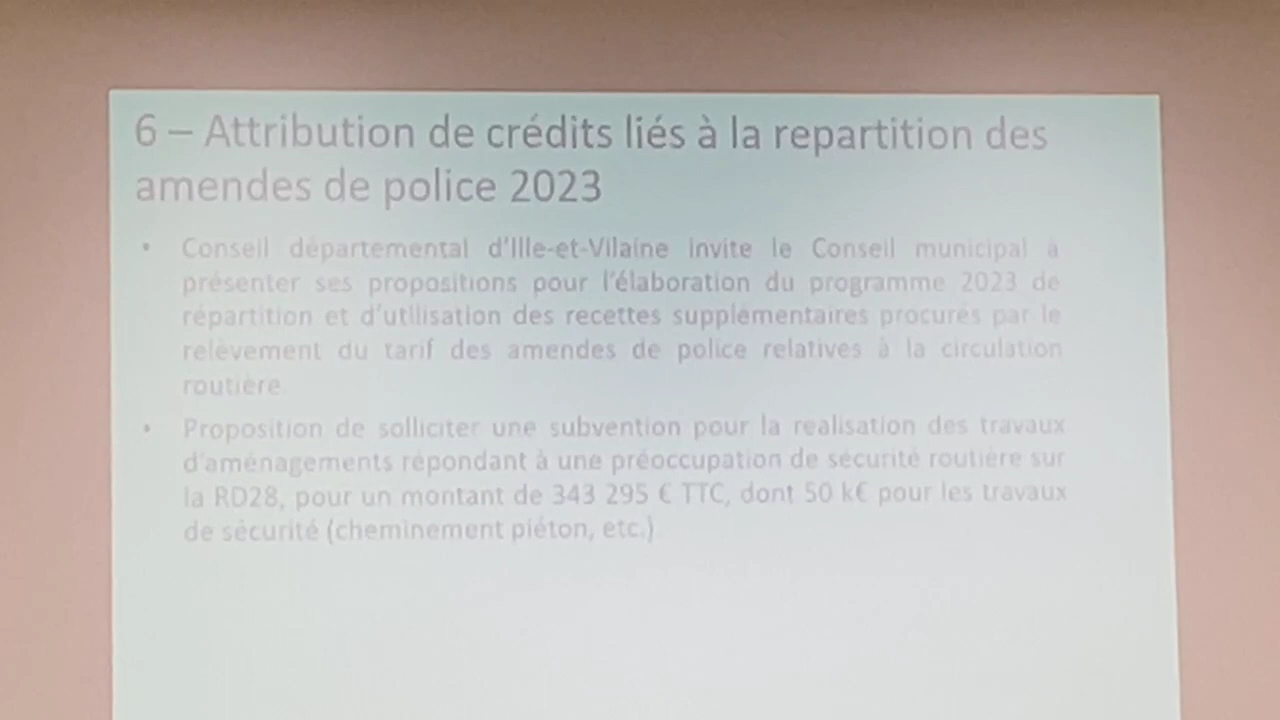 6 – Attribution de crédits liés à la repartition des
amendes de police 2023
• Conseil départemental d'Ille-et-Vilaine invite le Conseil municipal à
présenter ses propositions pour l'élaboration du programme 2023 de
répartition et d'utilisation des recettes supplémentaires procurés par le
relèvement du tarif des amendes de police relatives à la circulation
routière.
• Proposition de solliciter une subvention pour la realisation des travaux
d'aménagements répondant à une préoccupation de sécurité routière sur
la RD28, pour un montant de 343 295 € TTC, dont 50 k€ pour les travaux
de sécurité (cheminement piéton, etc.)